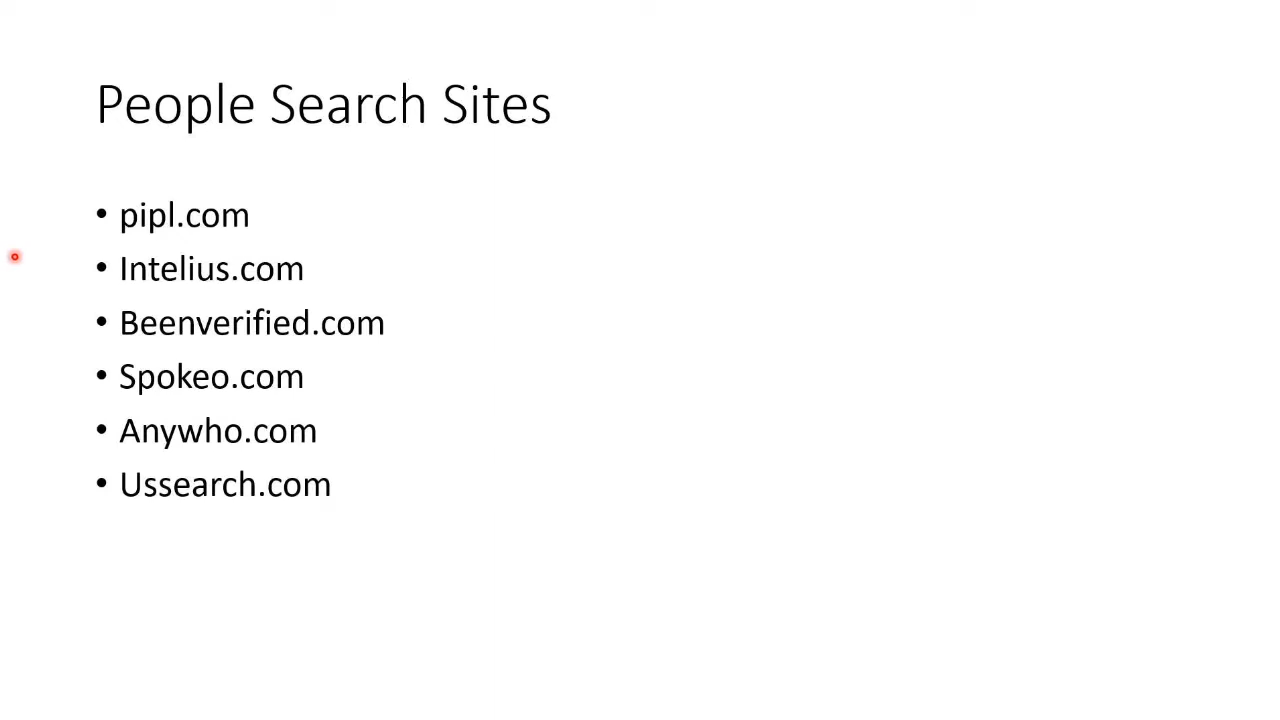 People Search Sites
• pipl.com
• Intelius.com
• Beenverified.com
• Spokeo.com
• Anywho.com
• Ussearch.com